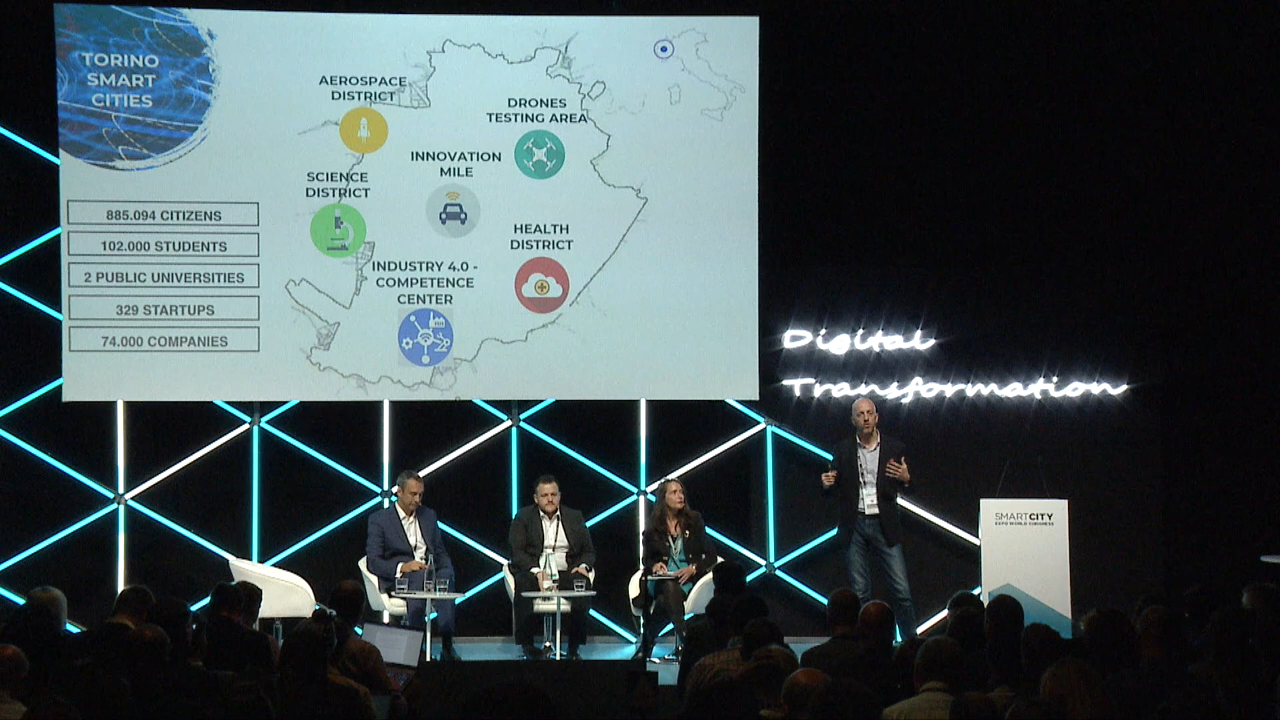 TORINO
SMART
CITIES
885.094 CITIZENS
102.000 STUDENTS
2 PUBLIC UNIVERSITIES
329 STARTUPS
74.000 COMPANIES
AEROSPACE
DISTRICT
DRONES
TESTING AREA
INNOVATION
MILE
SCIENCE
DISTRICT
HEALTH
DISTRICT
INDUSTRY 4.0 -
COMPETENCE
CENTER
Digital
Transformation
SMARTCITY
EXPO WORLD CONGRESS